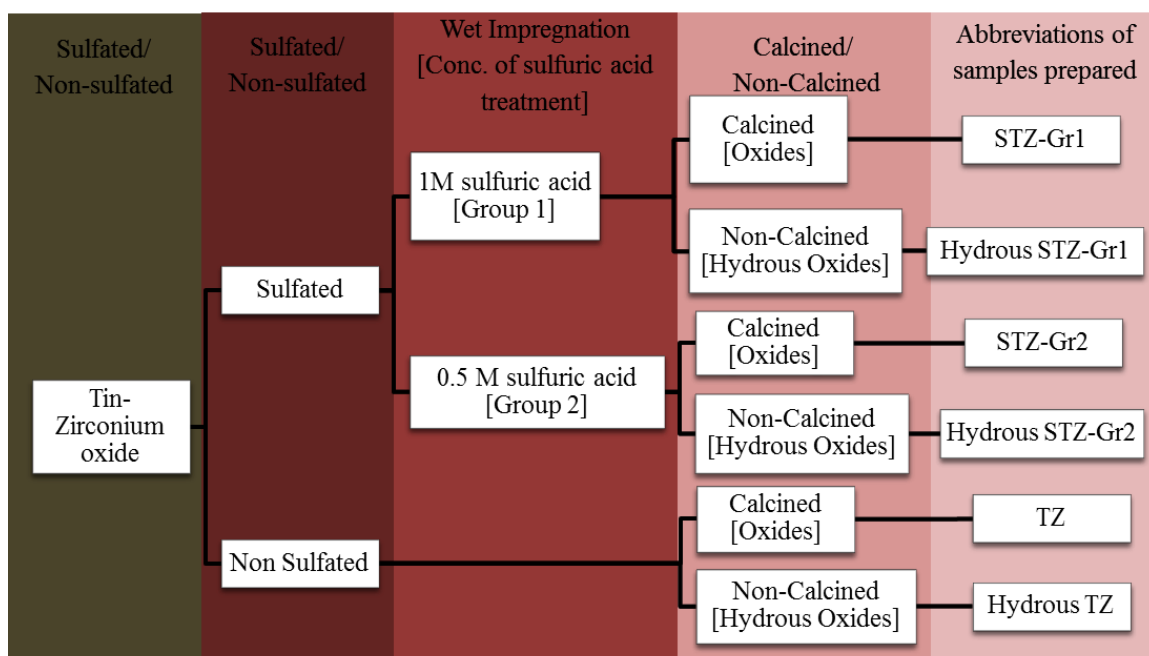 Sulfated/
Non-sulfated
Sulfated/
Non-sulfated
Wet Impregnation
[Conc. of sulfuric acid
treatment]
Calcined/
Non-Calcined
Abbreviations of
samples prepared
Tin-
Zirconium
oxide
Sulfated
Non Sulfated
1M sulfuric acid
[Group 1]
0.5 M sulfuric acid
[Group 2]
Calcined
[Oxides]
Non-Calcined
[Hydrous Oxides]
Calcined
[Oxides]
Non-Calcined
[Hydrous Oxides]
Calcined
[Oxides]
Non-Calcined
[Hydrous Oxides]
STZ-Gr1
Hydrous STZ-Gr1
STZ-Gr2
Hydrous STZ-Gr2
TZ
Hydrous TZ